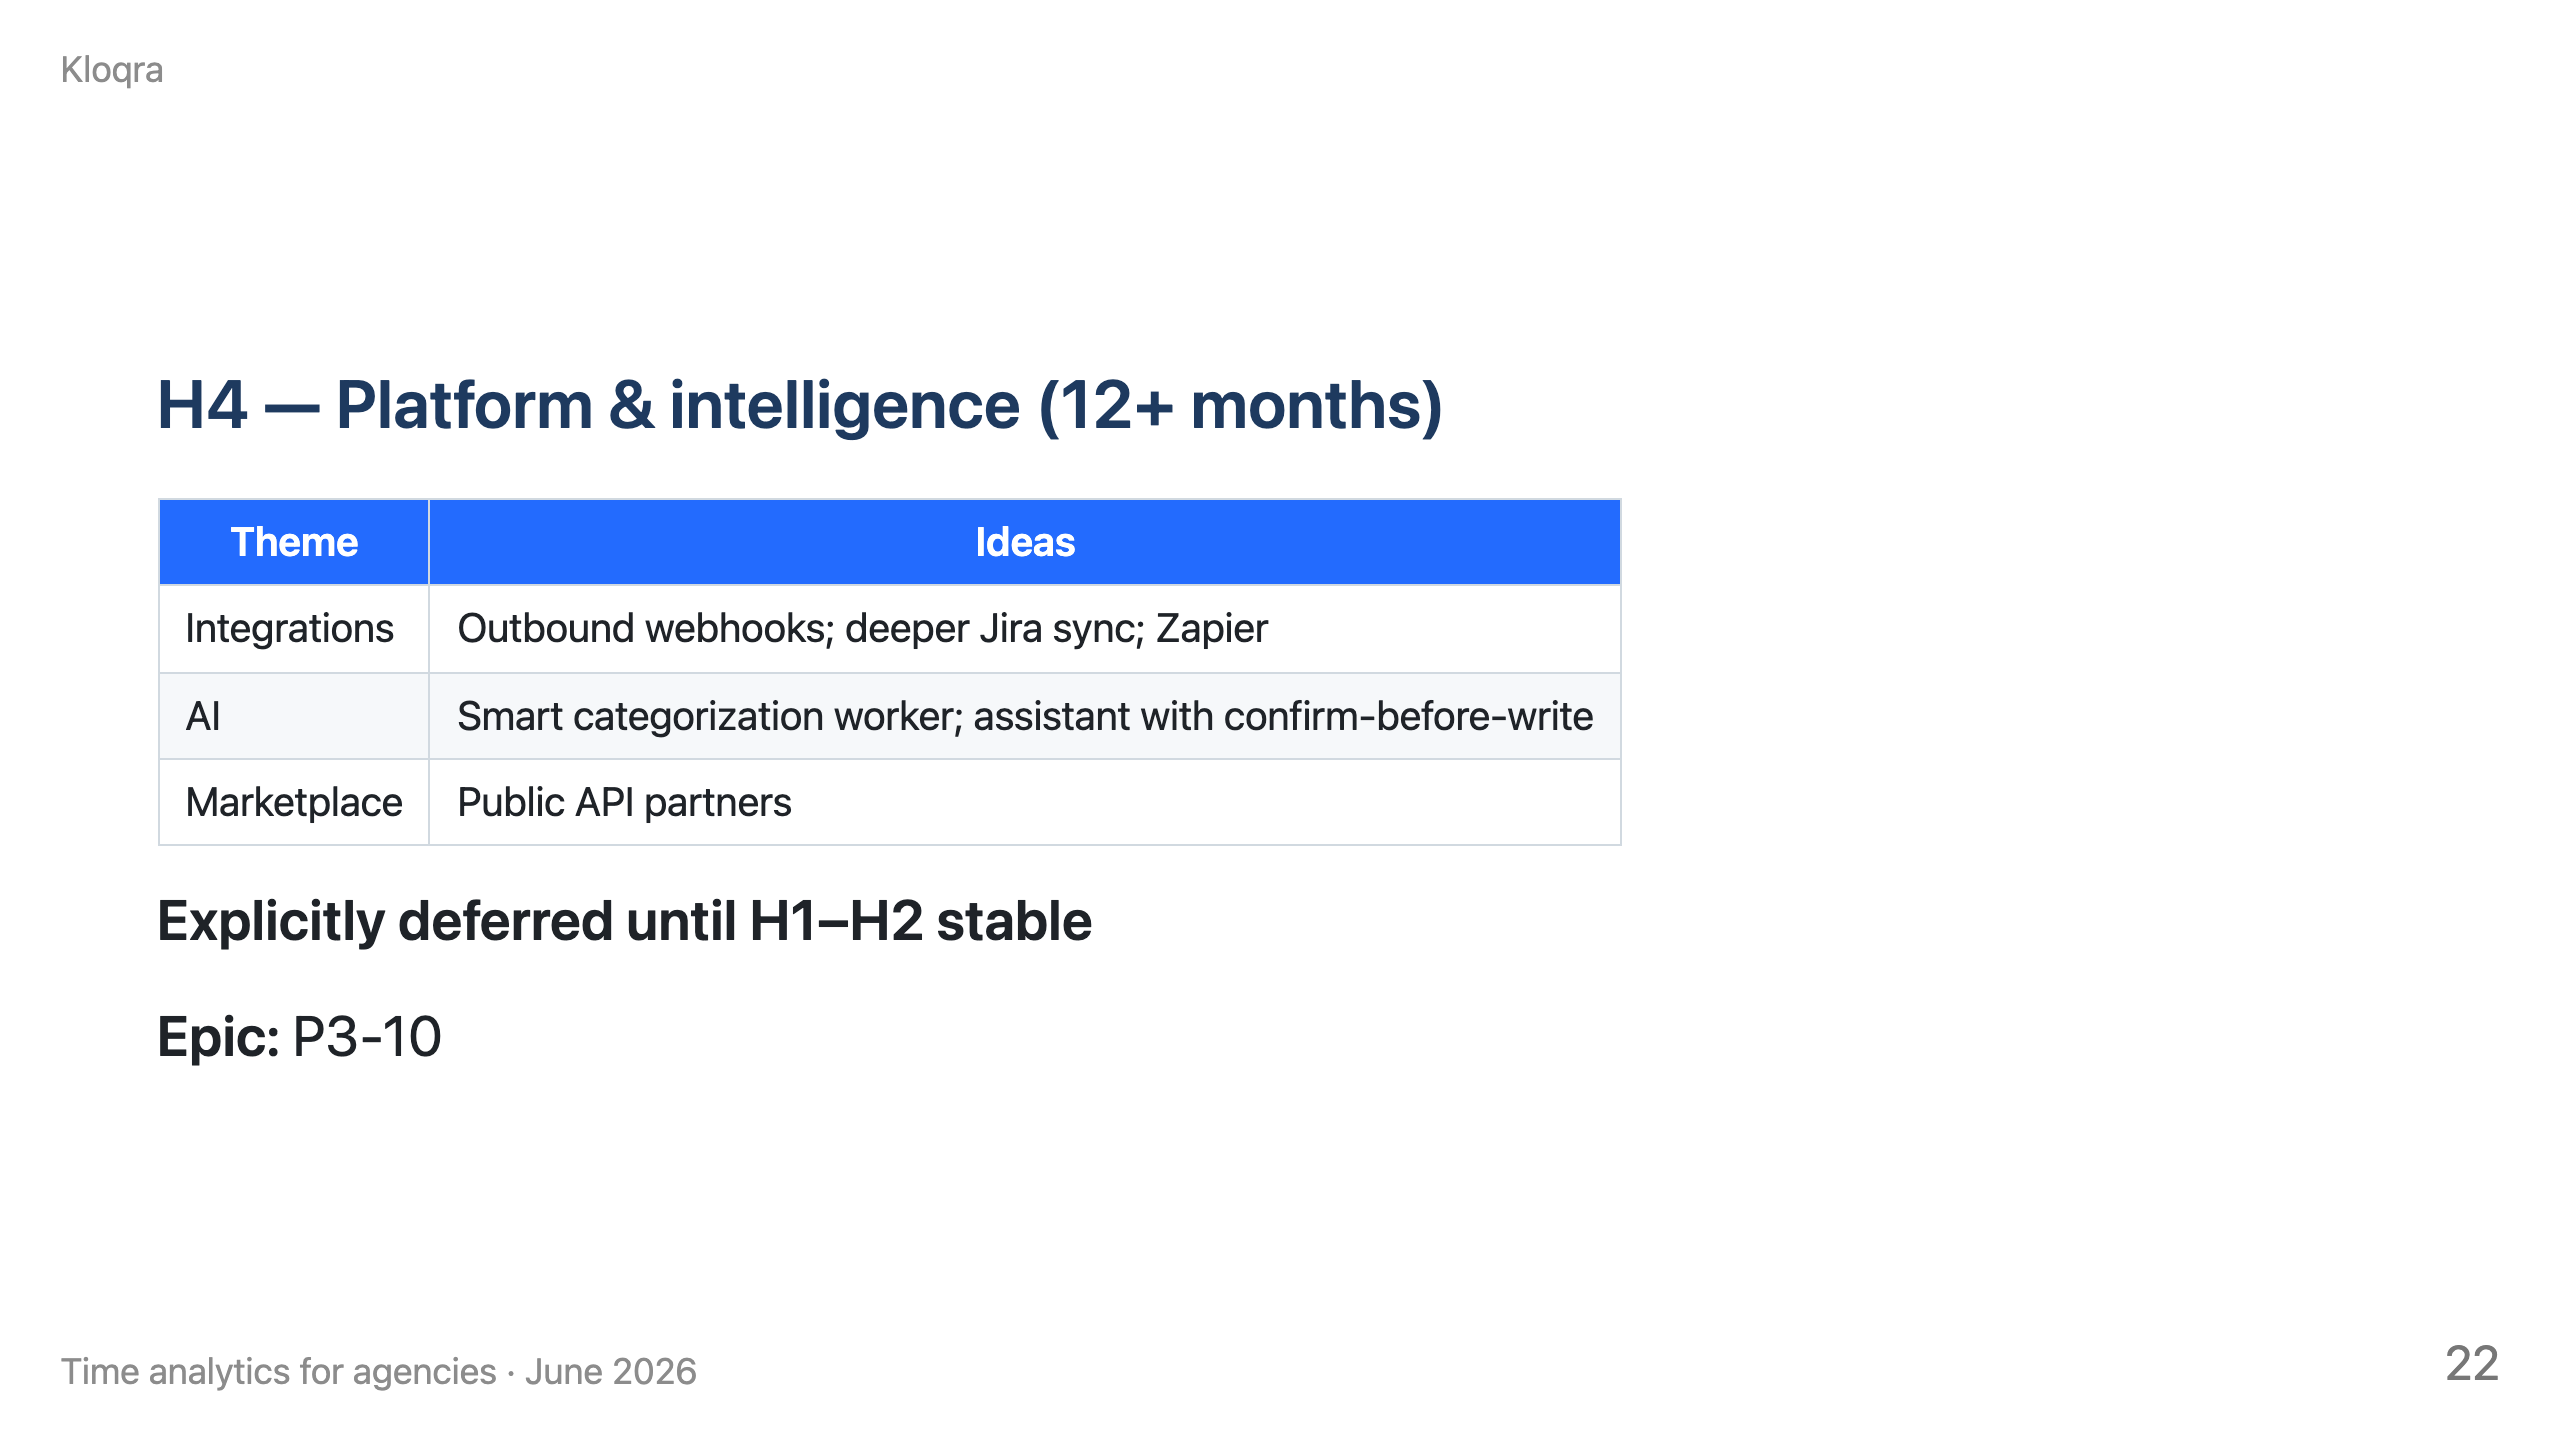 Kloqra
H4 — Platform & intelligence (12+ months)
Theme Ideas
Integrations Outbound webhooks; deeper Jira sync; Zapier
AI Smart categorization worker; assistant with confirm-before-write
Marketplace Public API partners
Explicitly deferred until H1–H2 stable
Epic: P3-10
Time analytics for agencies · June 2026 22